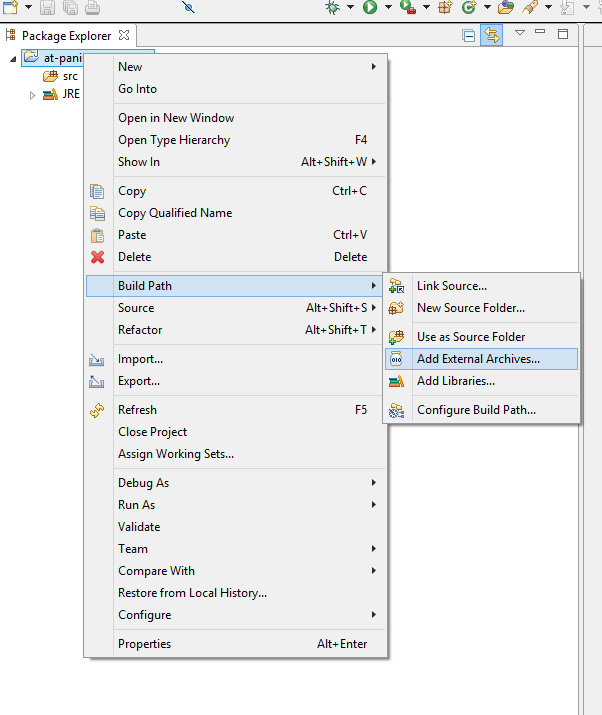 Package Explorer
at-pani
src
JRE
New
Go Into
Open in New Window
Open Type Hierarchy F4
Show In Alt+Shift+W
Copy Ctrl+C
Copy Qualified Name
Paste Ctrl+V
Delete Delete
Build Path
Source Alt+Shift+S
Refactor Alt+Shift+T
Import...
Export...
Refresh F5
Close Project
Assign Working Sets...
Debug As
Run As
Validate
Team
Compare With
Restore from Local History...
Configure
Properties Alt+Enter
Link Source...
New Source Folder...
Use as Source Folder
Add External Archives...
Add Libraries...
Configure Build Path...